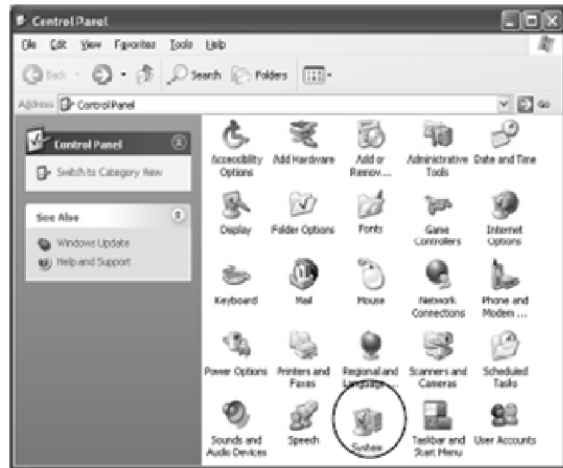 Control Panel
File Edit View Favorites Tools Help
Back Search Folders
Address Control Panel Go
Control Panel
Switch to Category View
See Also
Windows Update
Help and Support
Accessibility Options
Add Hardware
Add or Remov...
Administrative Tools
Date and Time
Display
Folder Options
Fonts
Game Controllers
Internet Options
Keyboard
Mail
Mouse
Network Connections
Phone and Modem ...
Power Options
Printers and Faxes
Regional and Language ...
Scanners and Cameras
Scheduled Tasks
Sounds and Audio Devices
Speech
System
Taskbar and Start Menu
User Accounts